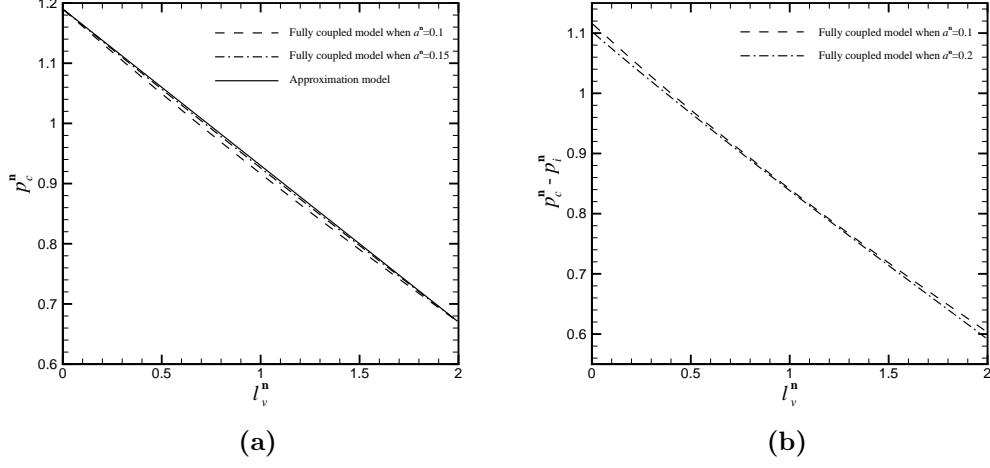 1.2
1.1
1
0.9
0.8
0.7
0.6
0
0.5
1
1.5
2
p_c^n
l_v^n
Fully coupled model when a^n=0.1
Fully coupled model when a^n=0.15
Approximation model
(a)
1.1
1
0.9
0.8
0.7
0.6
0
0.5
1
1.5
2
p_c^n - p_i^n
l_v^n
Fully coupled model when a^n=0.1
Fully coupled model when a^n=0.2
(b)